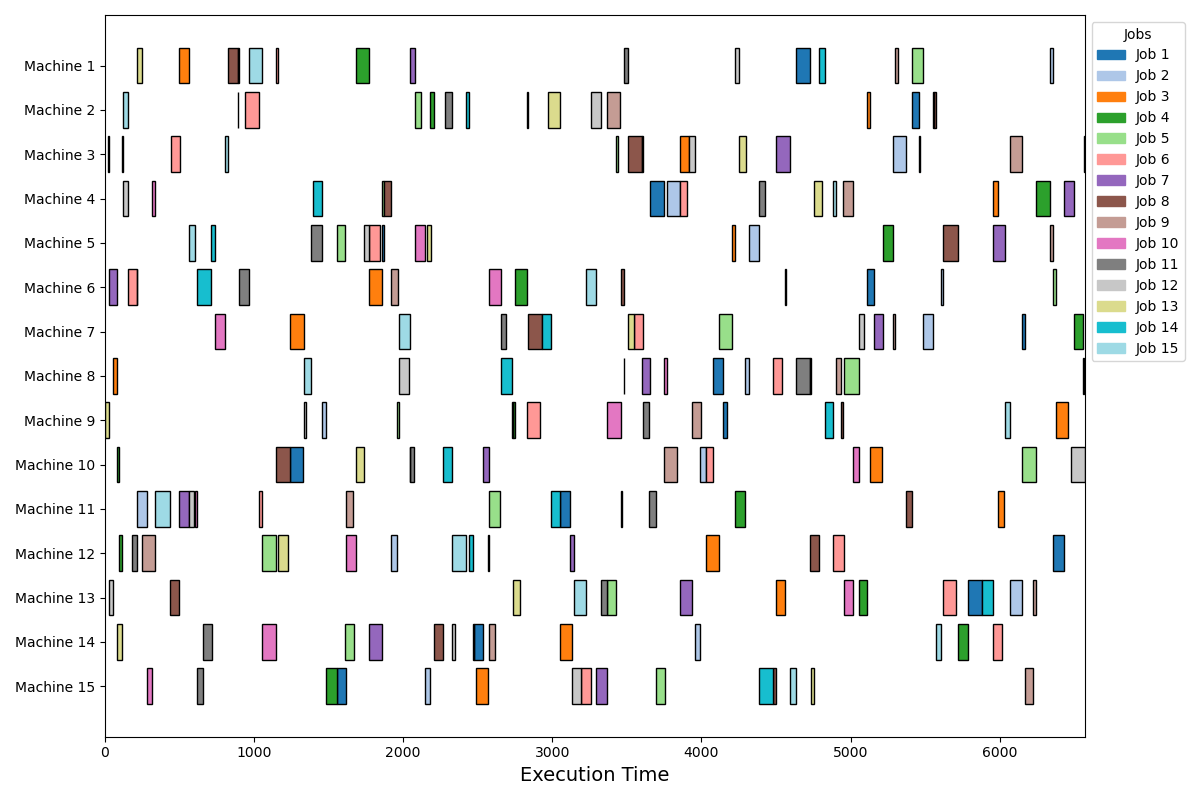 Machine 1
Machine 2
Machine 3
Machine 4
Machine 5
Machine 6
Machine 7
Machine 8
Machine 9
Machine 10
Machine 11
Machine 12
Machine 13
Machine 14
Machine 15
0 1000 2000 3000 4000 5000 6000
Execution Time
Jobs
Job 1
Job 2
Job 3
Job 4
Job 5
Job 6
Job 7
Job 8
Job 9
Job 10
Job 11
Job 12
Job 13
Job 14
Job 15